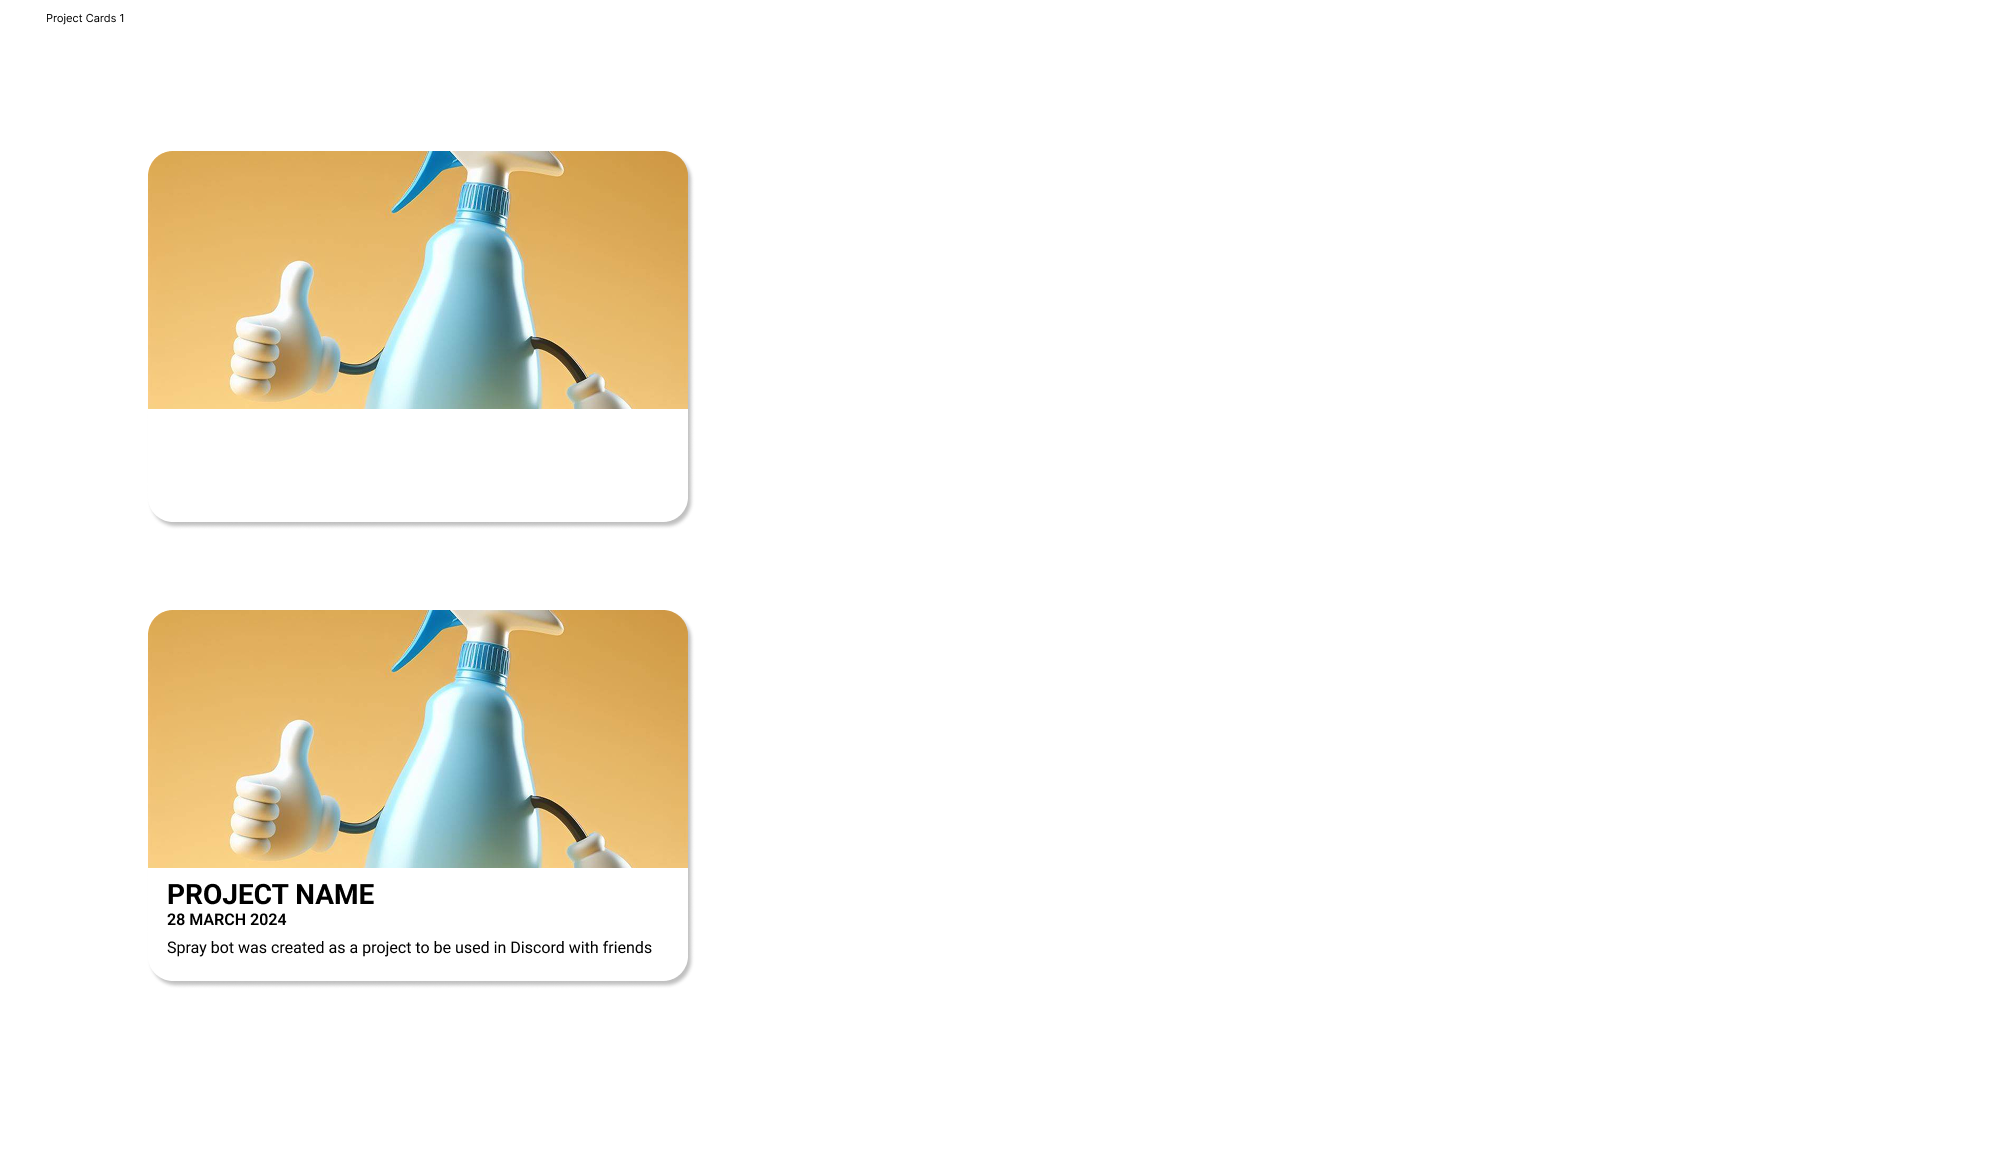 Project Cards 1
PROJECT NAME
28 MARCH 2024
Spray bot was created as a project to be used in Discord with friends